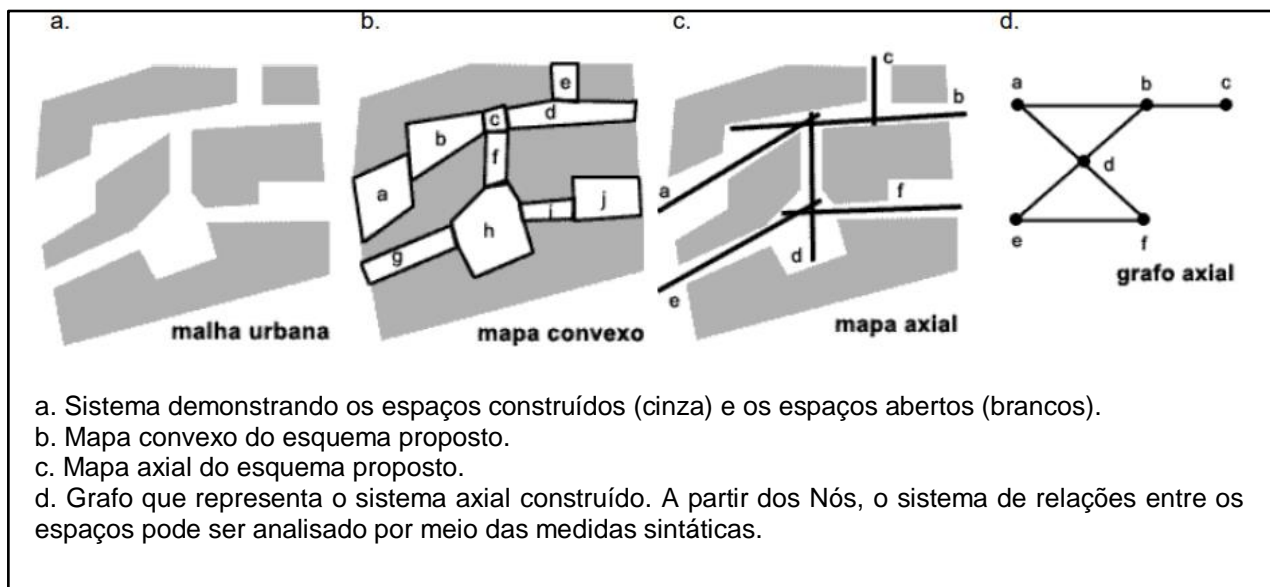 a.
b.
c.
d.
e
d
c
b
f
a
j
i
h
g
c
b
a
f
d
e
a
b
c
d
e
f
malha urbana
mapa convexo
mapa axial
grafo axial
a. Sistema demonstrando os espaços construídos (cinza) e os espaços abertos (brancos).
b. Mapa convexo do esquema proposto.
c. Mapa axial do esquema proposto.
d. Grafo que representa o sistema axial construído. A partir dos Nós, o sistema de relações entre os
espaços pode ser analisado por meio das medidas sintáticas.